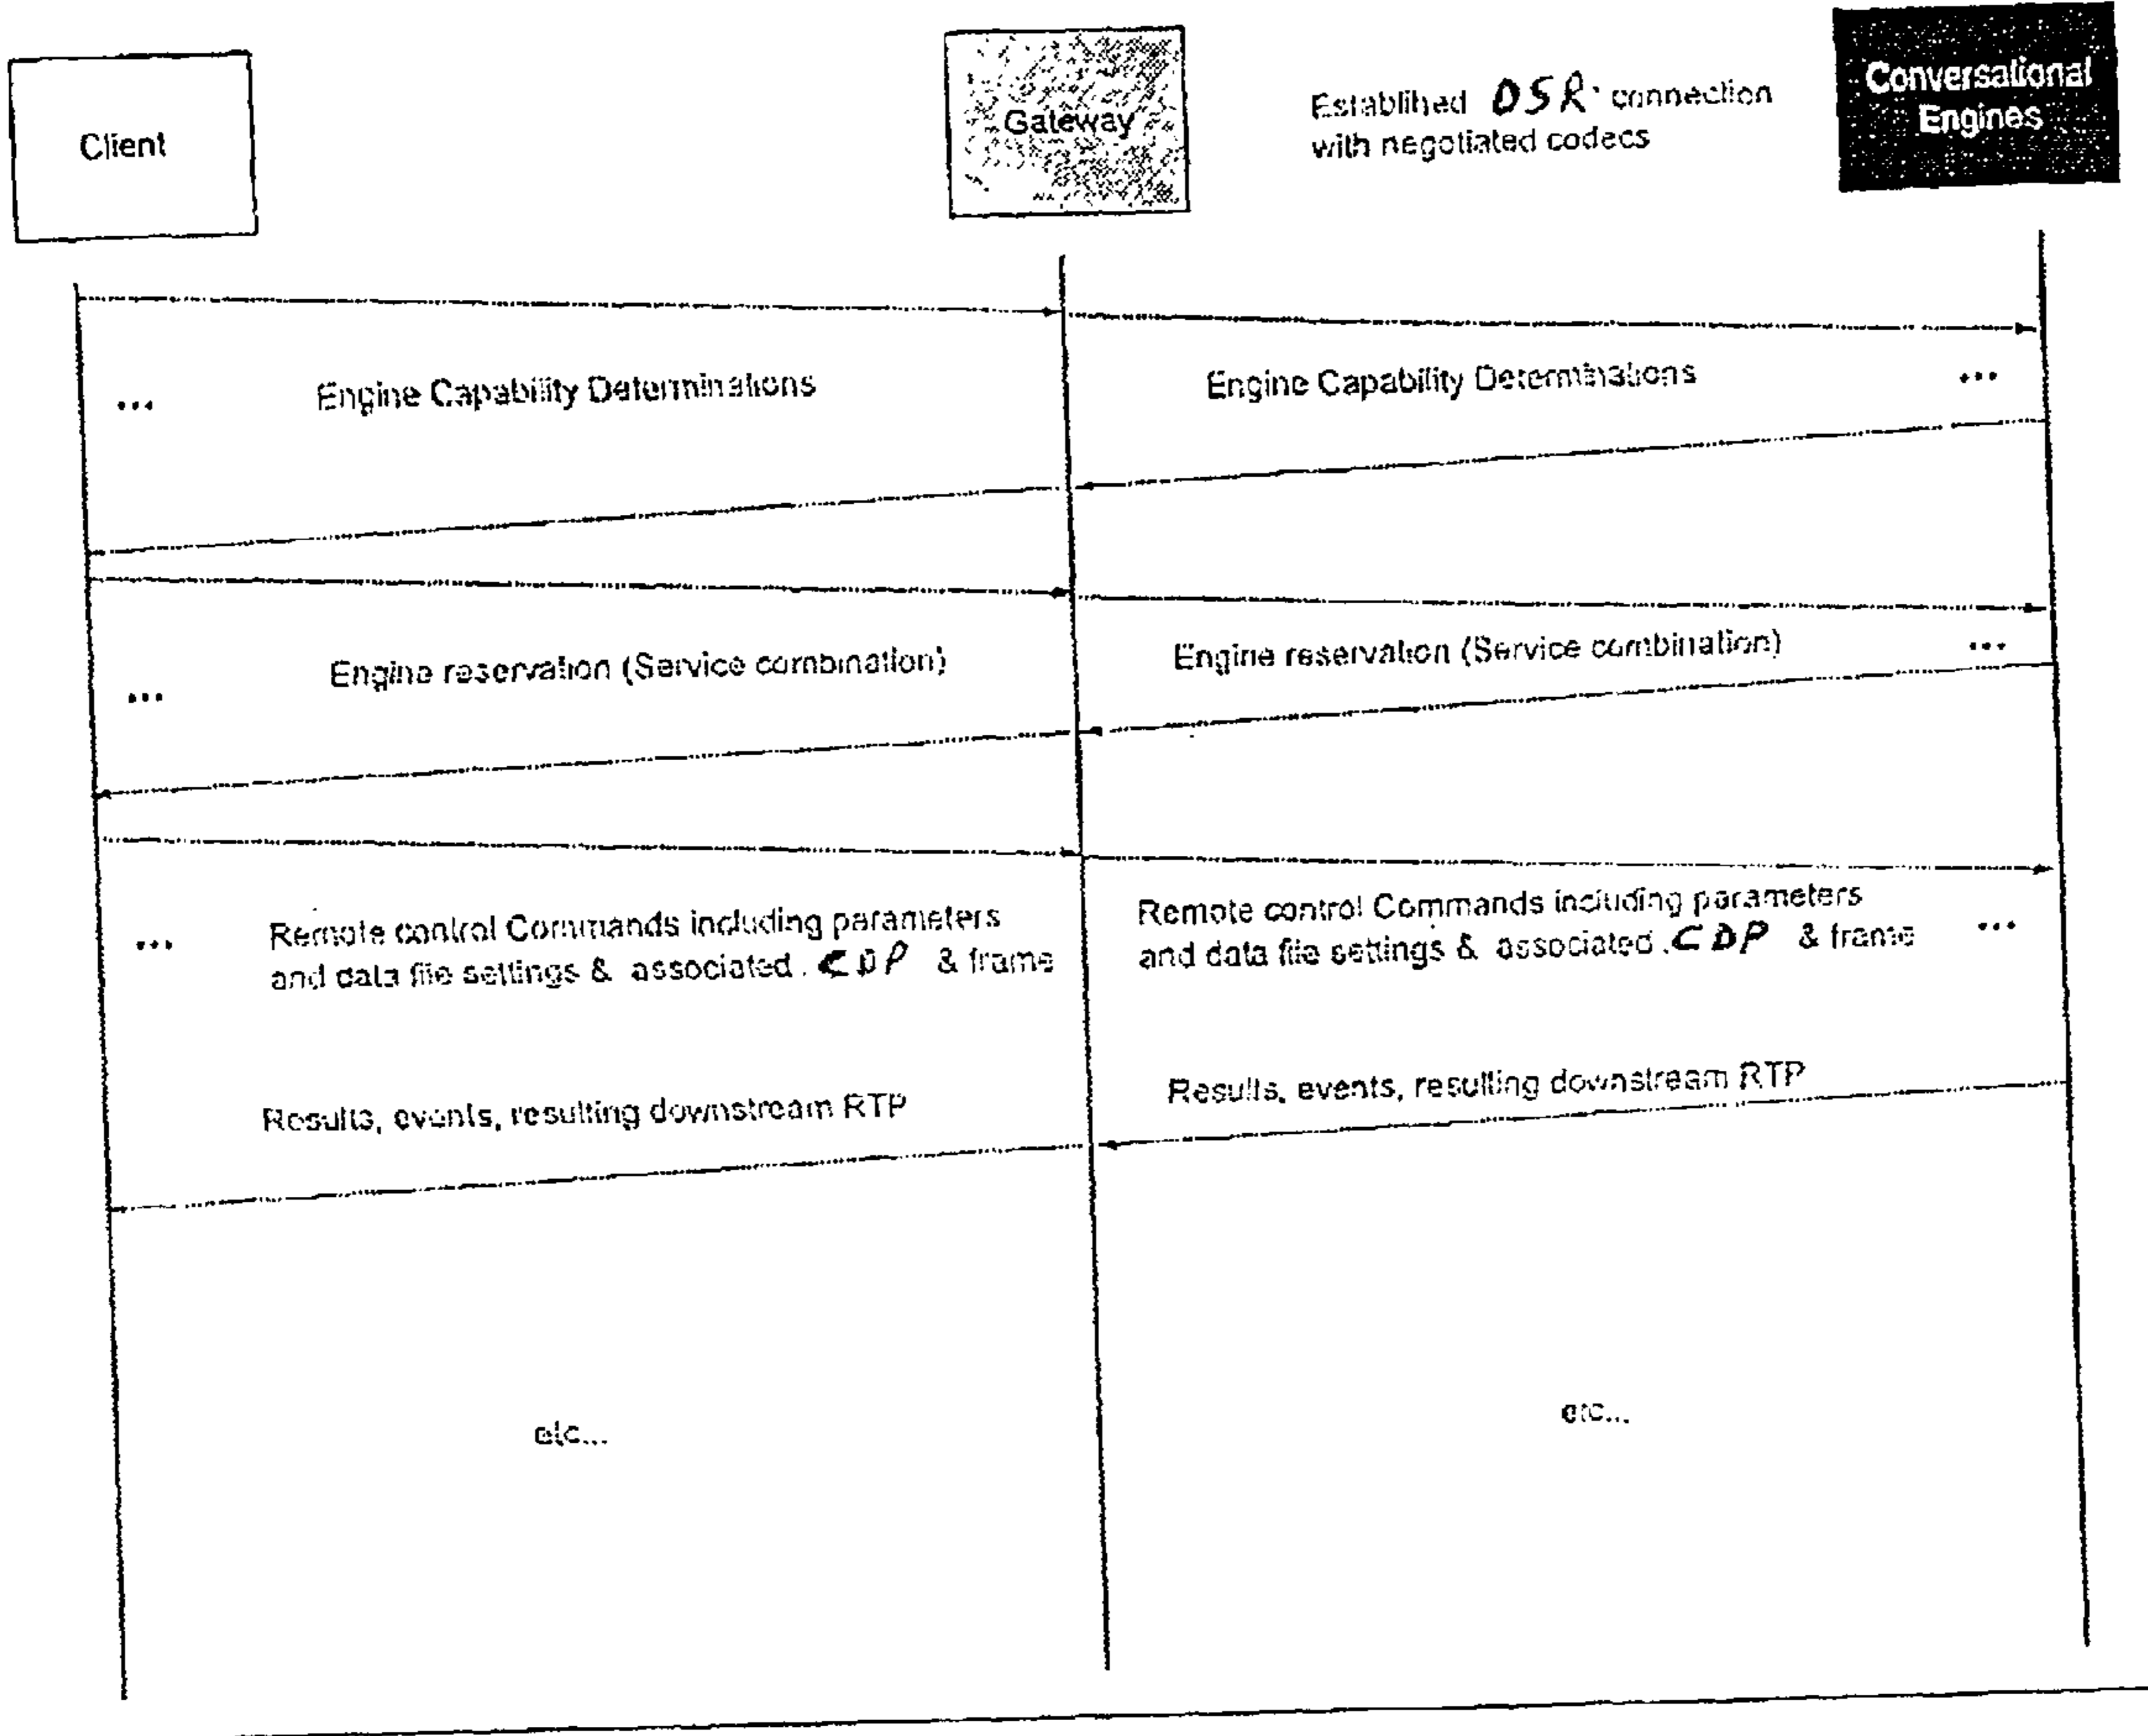 Client
Gateway
Establihed DSR connection
with negotiated codecs
Conversational
Engines
... Engine Capability Determinations
Engine Capability Determinations ...
... Engine reservation (Service combination)
Engine reservation (Service combination) ...
... Remote control Commands including parameters
and data file settings & associated . CDP & frame
Remote control Commands including parameters ...
and data file settings & associated . CDP & frame
Results, events, resulting downstream RTP
Results, events, resulting downstream RTP
etc...
etc...